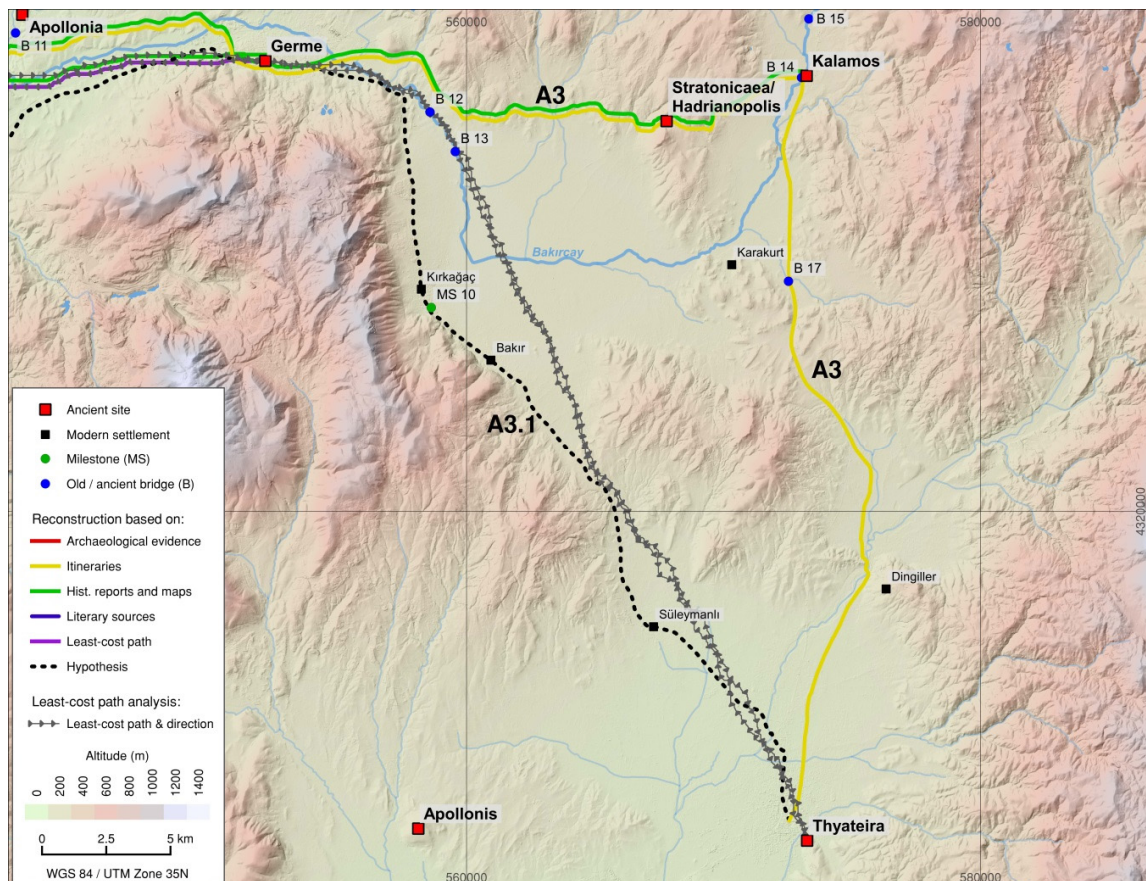 560000
580000
B 15
Apollonia
B 11
Germe
Kalamos
B 14
Stratonicaea/
Hadrianopolis
A3
B 12
B 13
Bakırçay
Karakurt
B 17
Kırkağaç
MS 10
Bakır
A3
A3.1
4320000
Dingiller
Süleymanlı
Apollonis
Thyateira
560000
580000
Ancient site
Modern settlement
Milestone (MS)
Old / ancient bridge (B)
Reconstruction based on:
Archaeological evidence
Itineraries
Hist. reports and maps
Literary sources
Least-cost path
Hypothesis
Least-cost path analysis:
Least-cost path & direction
Altitude (m)
0 200 400 600 800 1000 1200 1400
0 2.5 5 km
WGS 84 / UTM Zone 35N